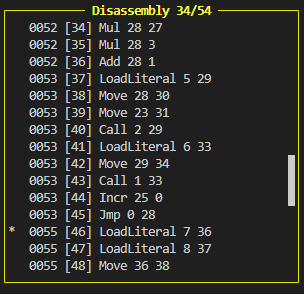 Disassembly 34/54
0052 [34] Mul 28 27
0052 [35] Mul 28 3
0052 [36] Add 28 1
0053 [37] LoadLiteral 5 29
0053 [38] Move 28 30
0053 [39] Move 23 31
0053 [40] Call 2 29
0053 [41] LoadLiteral 6 33
0053 [42] Move 29 34
0053 [43] Call 1 33
0053 [44] Incr 25 0
0053 [45] Jmp 0 28
* 0055 [46] LoadLiteral 7 36
0055 [47] LoadLiteral 8 37
0055 [48] Move 36 38